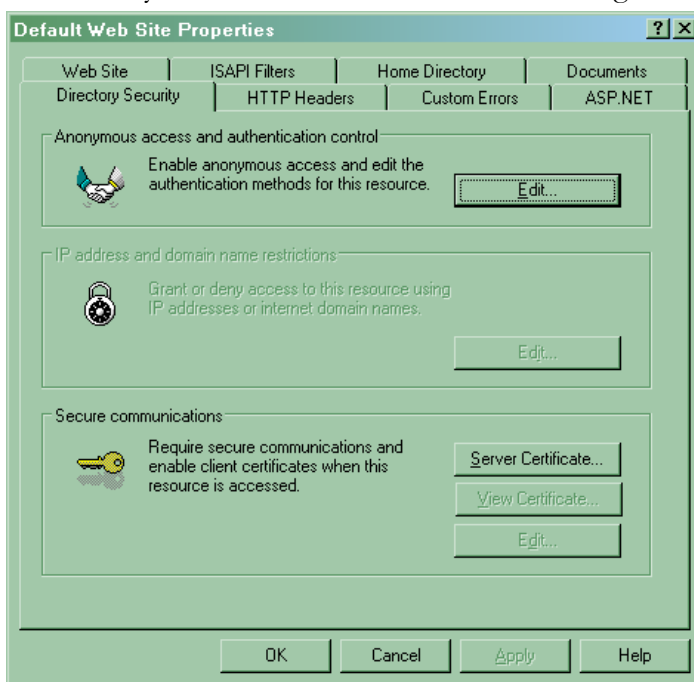 Default Web Site Properties
Web Site ISAPI Filters Home Directory Documents
Directory Security HTTP Headers Custom Errors ASP.NET
Anonymous access and authentication control
Enable anonymous access and edit the
authentication methods for this resource.
Edit...
IP address and domain name restrictions
Grant or deny access to this resource using
IP addresses or internet domain names.
Edit...
Secure communications
Require secure communications and
enable client certificates when this
resource is accessed.
Server Certificate...
View Certificate...
Edit...
OK Cancel Apply Help